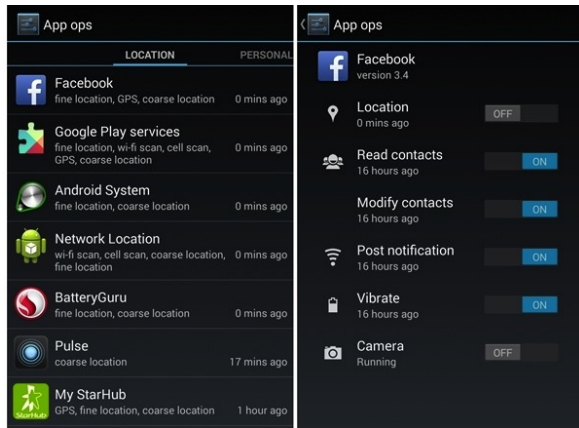 App ops
LOCATION PERSONAL
Facebook
fine location, GPS, coarse location 0 mins ago
Google Play services
fine location, wi-fi scan, cell scan, 0 mins ago
GPS, coarse location
Android System
fine location, coarse location 0 mins ago
Network Location
wi-fi scan, cell scan, coarse location, 0 mins ago
fine location
BatteryGuru
fine location, coarse location 0 mins ago
Pulse
coarse location 17 mins ago
My StarHub
GPS, fine location, coarse location 1 hour ago
StarHub
App ops
Facebook
version 3.4
Location
0 mins ago
OFF
Read contacts
16 hours ago
ON
Modify contacts
16 hours ago
ON
Post notification
16 hours ago
ON
Vibrate
16 hours ago
ON
Camera
Running
OFF